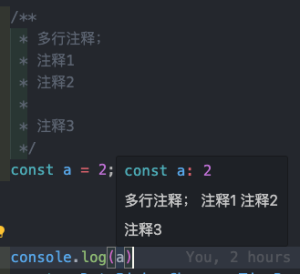 /**
* 多行注释；
* 注释1
* 注释2
*
* 注释3
*/
const a = 2;
const a: 2
多行注释； 注释1 注释2
注释3
console.log(a)
You, 2 hours